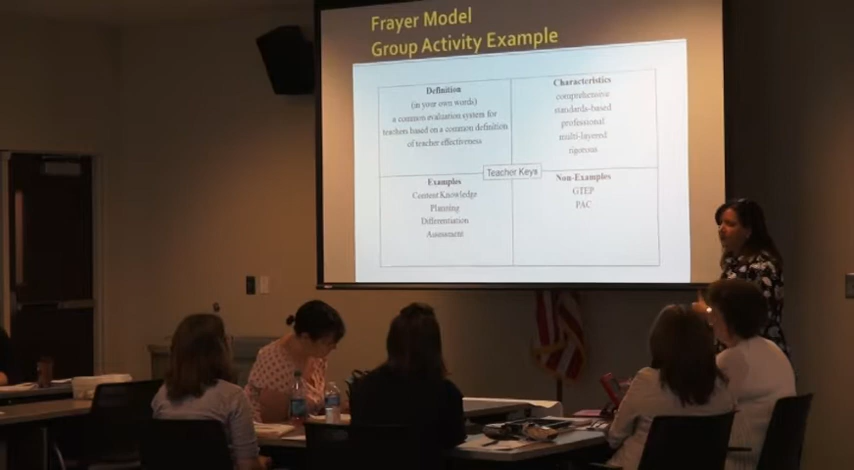 Frayer Model
Group Activity Example
Definition
(in your own words)
a common evaluation system for
teachers based on a common definition
of teacher effectiveness
Characteristics
comprehensive
standards-based
professional
multi-layered
rigorous
Teacher Keys
Examples
Content Knowledge
Planning
Differentiation
Assessment
Non-Examples
GTEP
PAC